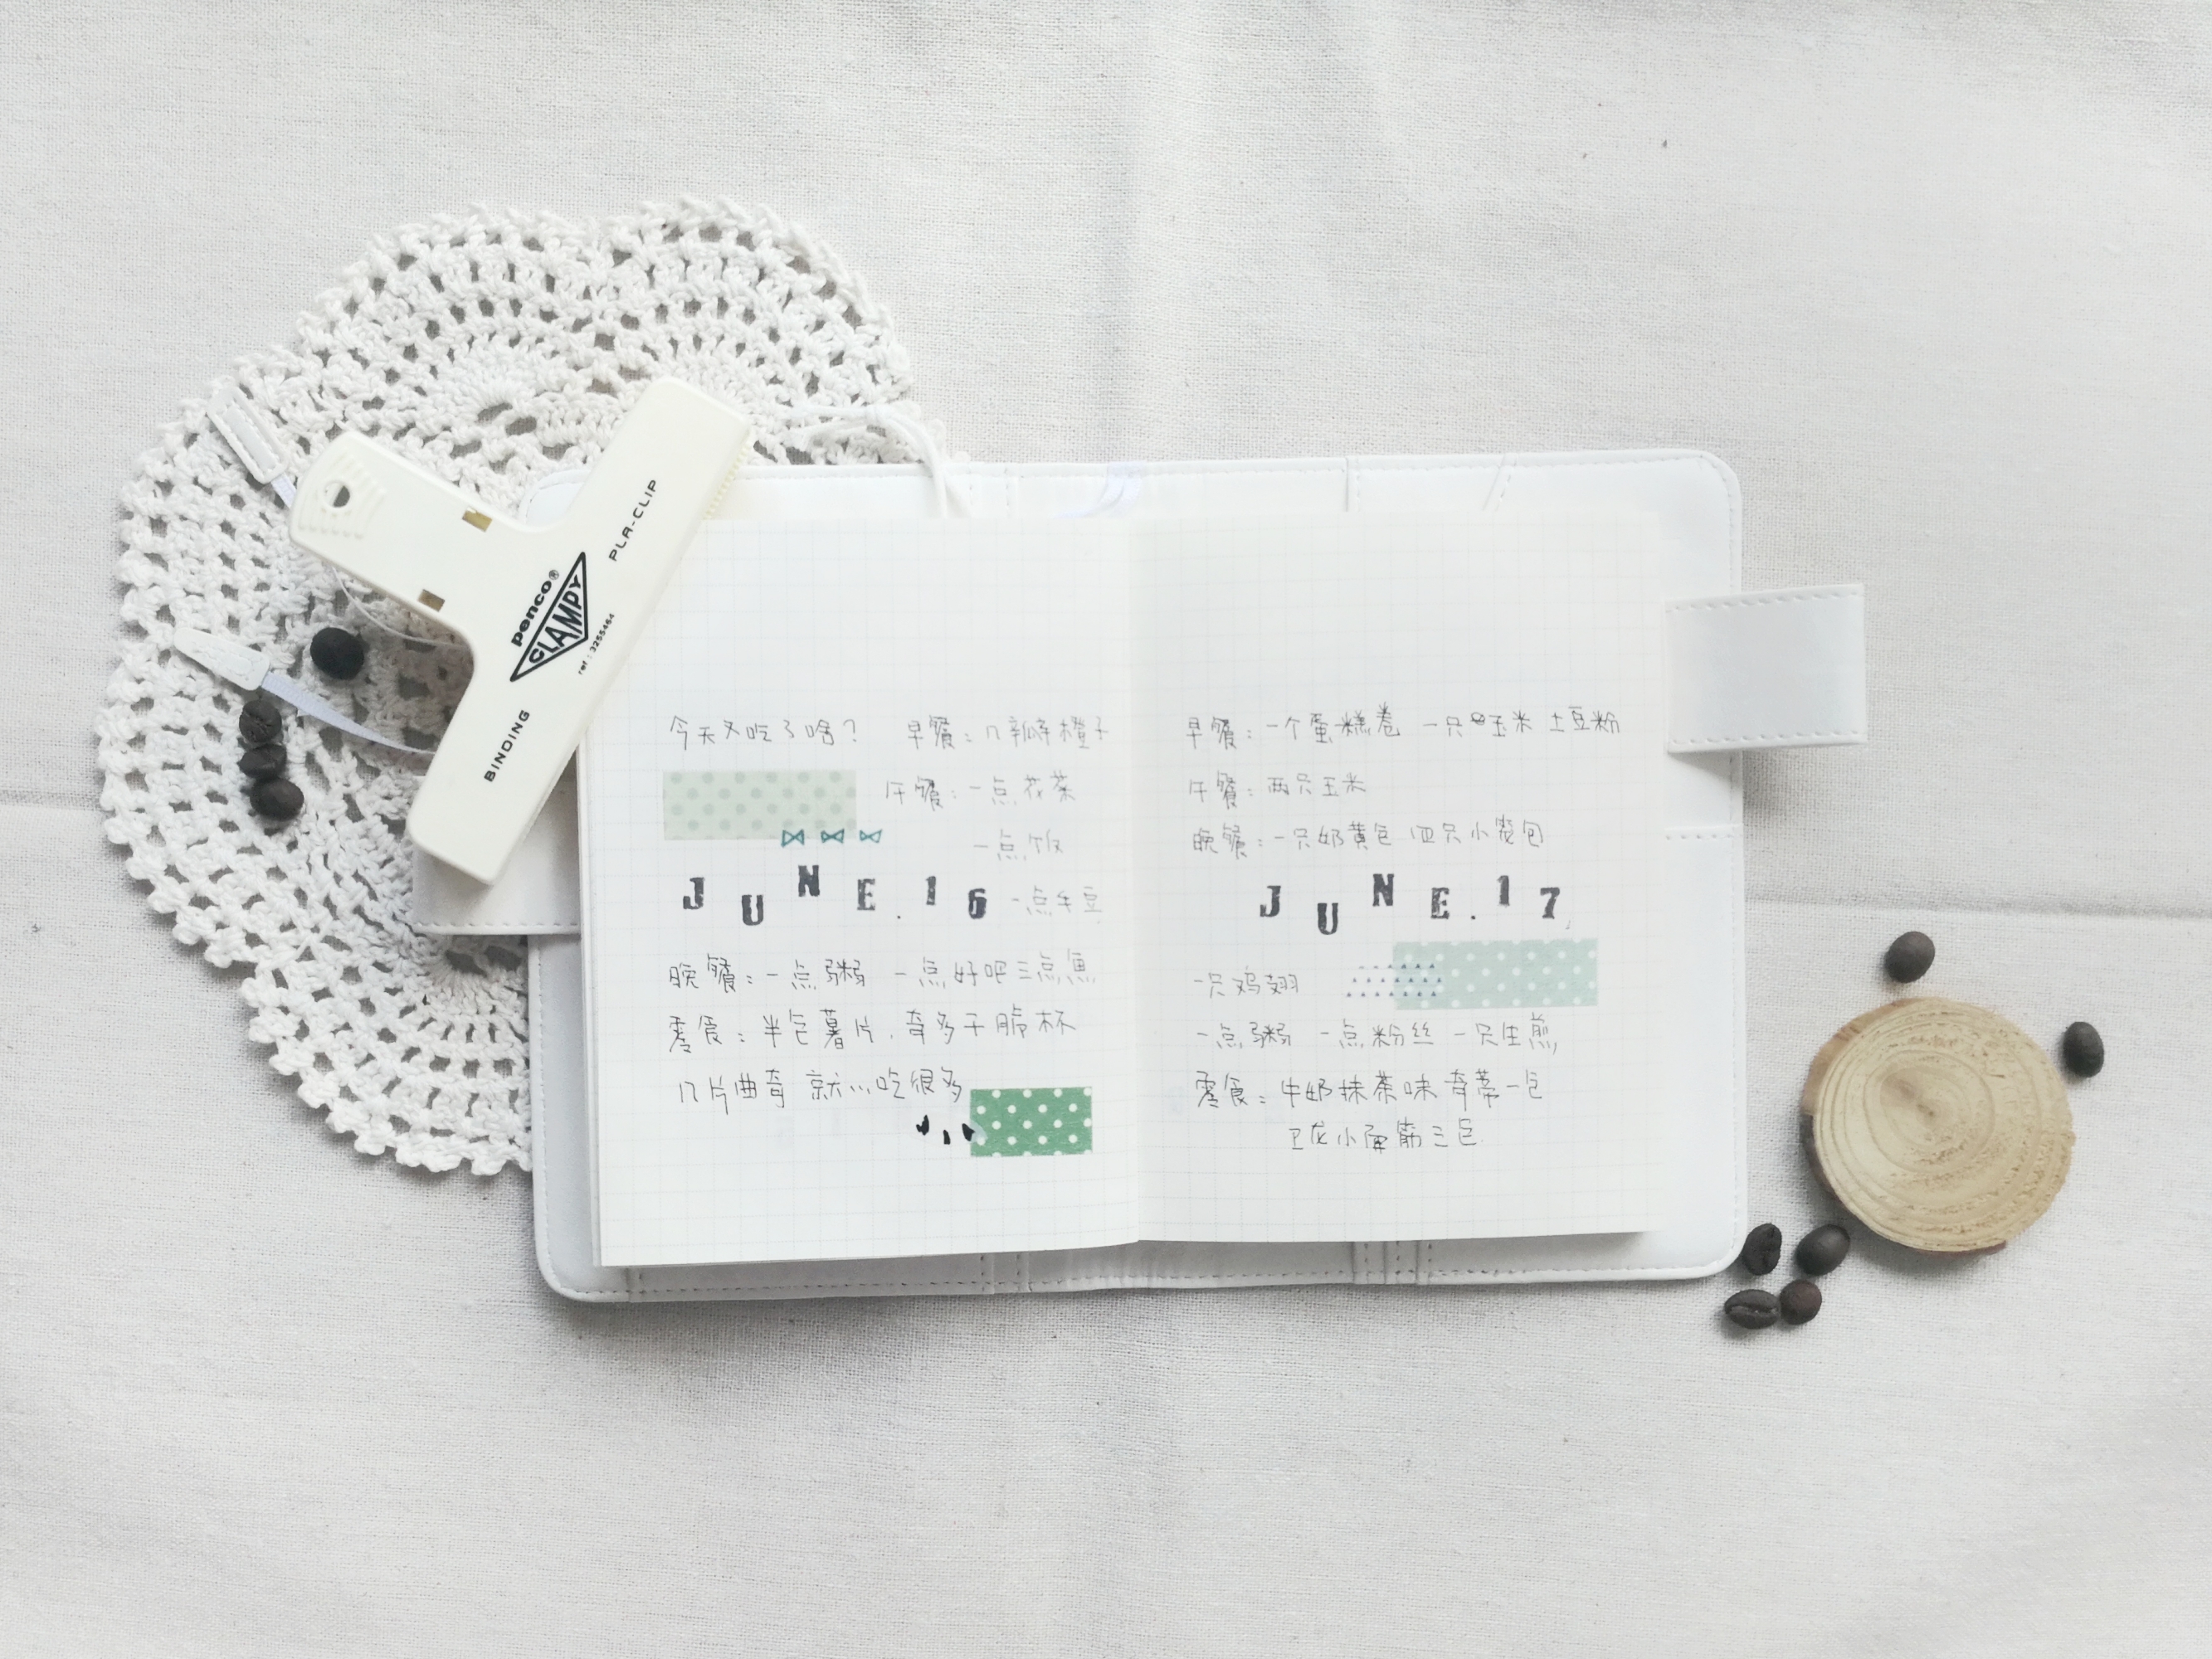 PLA-CLIP
penco®
CLAMPY
ref : 3255464
BINDING
今天又吃了啥? 早餐:几瓣橙子
午餐:一点花茶
一点饭
JUNE.16 一点毛豆
晚餐:一点粥 一点好吧三点鱼
零食:半包薯片,奇多干脆杯
几片曲奇 就…吃很多
早餐:一个蛋糕卷 一只玉米 土豆粉
午餐:两只玉米
晚餐:一只奶黄包 四只小笼包
JUNE.17
一只鸡翅
一点粥 一点粉丝 一只生煎
零食:牛奶抹茶味奇蒂一包
卫龙小面筋三包